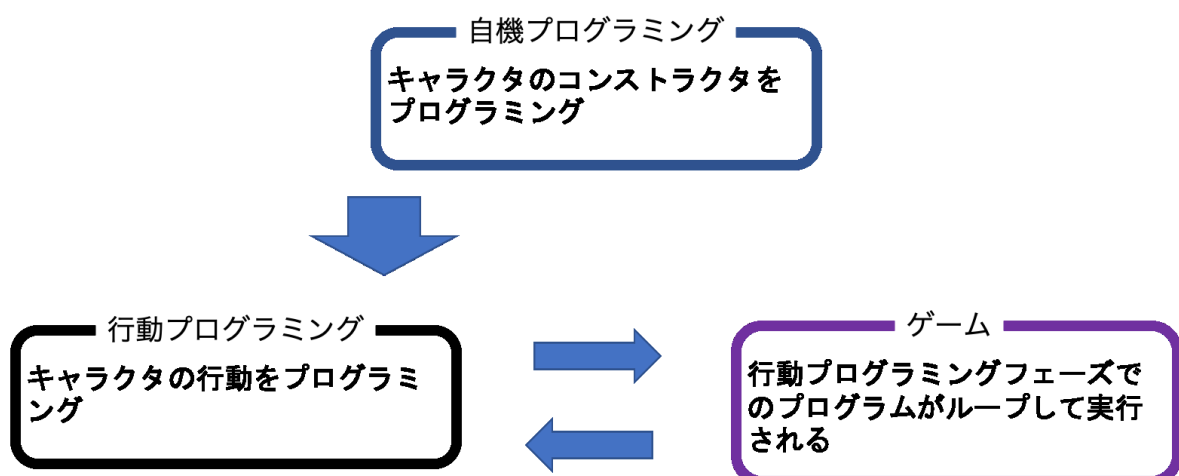 自機プログラミング
キャラクタのコンストラクタを
プログラミング
行動プログラミング
キャラクタの行動をプログラミ
ング
ゲーム
行動プログラミングフェーズで
のプログラムがループして実行
される